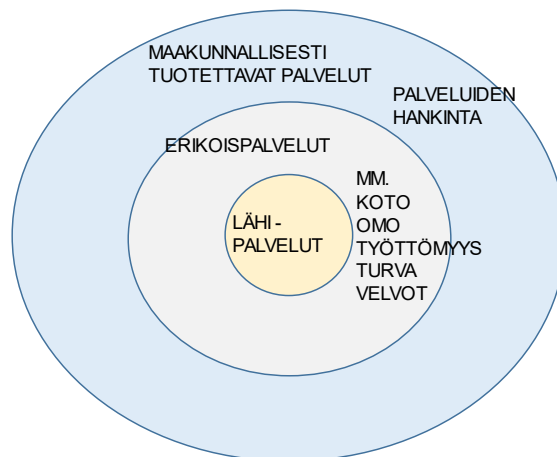 MAAKUNNALLISESTI
TUOTETTAVAT PALVELUT
PALVELUIDEN
HANKINTA
ERIKOISPALVELUT
MM.
KOTO
OMO
TYÖTTÖMYYS
TURVA
VELVOT
LÄHI -
PALVELUT